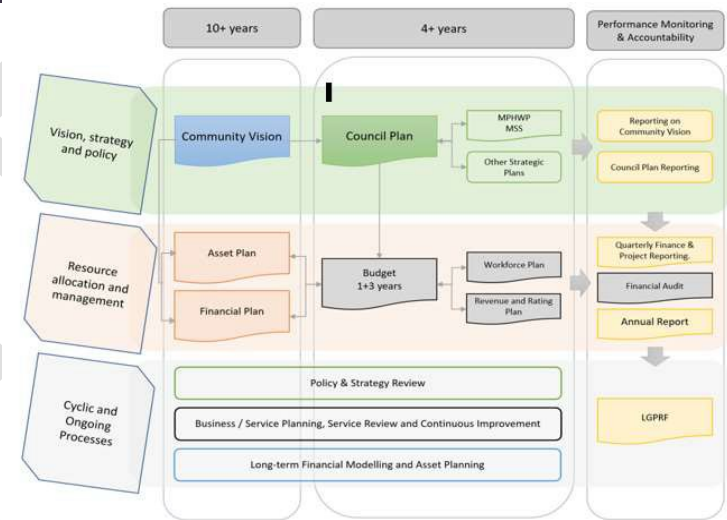 10+ years
4+ years
Performance Monitoring
& Accountability
Vision, strategy
and policy
Community Vision
Council Plan
MPHWP
MSS
Other Strategic
Plans
Reporting on
Community Vision
Council Plan Reporting
Resource
allocation and
management
Asset Plan
Financial Plan
Budget
1+3 years
Workforce Plan
Revenue and Rating
Plan
Quarterly Finance &
Project Reporting.
Financial Audit
Annual Report
Cyclic and
Ongoing
Processes
Policy & Strategy Review
Business / Service Planning, Service Review and Continuous Improvement
Long-term Financial Modelling and Asset Planning
LGPRF